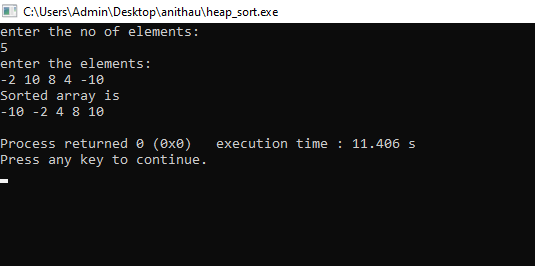 C:\Users\Admin\Desktop\anithau\heap_sort.exe
enter the no of elements:
5
enter the elements:
-2 10 8 4 -10
Sorted array is
-10 -2 4 8 10
Process returned 0 (0x0)   execution time : 11.406 s
Press any key to continue.